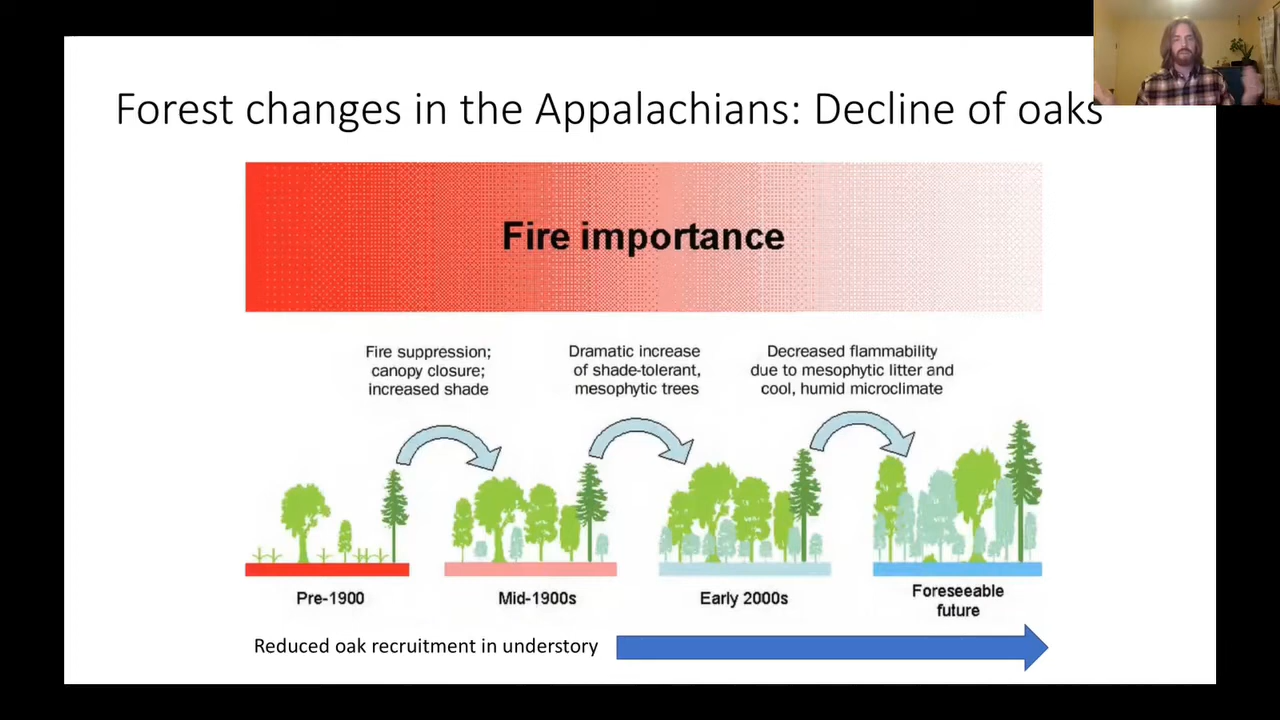 Forest changes in the Appalachians: Decline of oaks
Fire importance
Fire suppression;
canopy closure;
increased shade
Dramatic increase
of shade-tolerant,
mesophytic trees
Decreased flammability
due to mesophytic litter and
cool, humid microclimate
Pre-1900
Mid-1900s
Early 2000s
Foreseeable
future
Reduced oak recruitment in understory